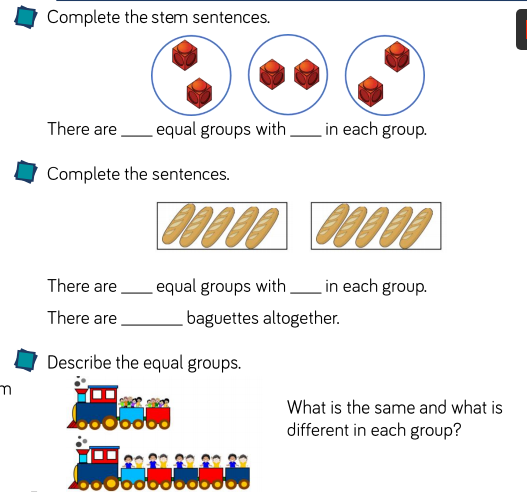 Complete the stem sentences.
There are ____ equal groups with ____ in each group.
Complete the sentences.
There are ____ equal groups with ____ in each group.
There are ________ baguettes altogether.
Describe the equal groups.
m
What is the same and what is
different in each group?